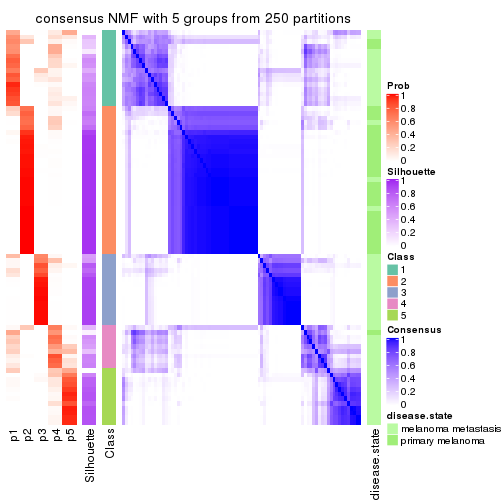 consensus NMF with 5 groups from 250 partitions
Prob
1
0.8
0.6
0.4
0.2
0
Silhouette
1
0.8
0.6
0.4
0.2
0
Class
1
2
3
4
5
Consensus
1
0.8
0.6
0.4
0.2
0
disease.state
melanoma metastasis
primary melanoma
p1
p2
p3
p4
p5
Silhouette
Class
disease.state